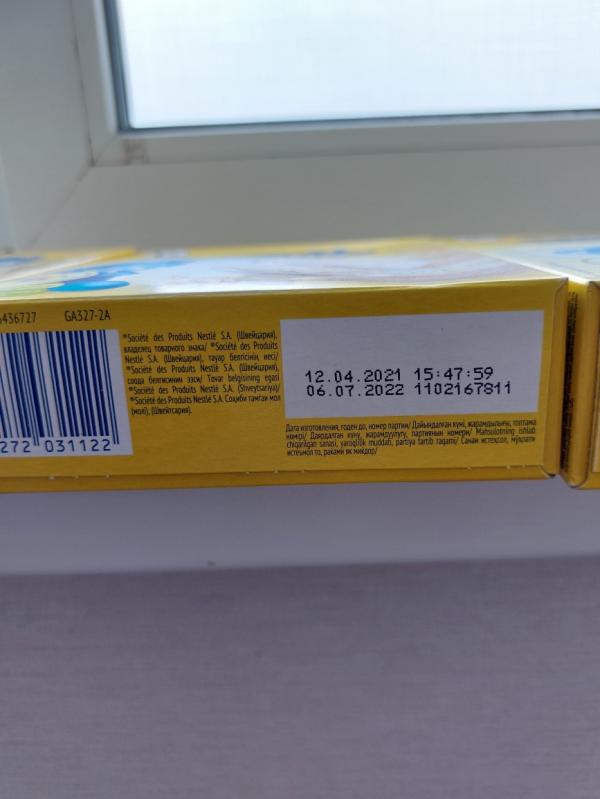 436727 GA327-2A
*Société des Produits Nestlé S.A. (Швейцария),
владелец товарного знака/ *Société des Produits
Nestlé S.A. (Швейцария), тауар белгісінің иесі/
*Société des Produits Nestlé S.A. (Швейцария),
соода белгисинин ээси/ Tovar belgisining egasi
*Société des Produits Nestlé S.A. (Shveytsariya)/
*Société des Produits Nestlé S.A. Соҳиби тамғаи мол
(молӣ), (Швейтсария).
272 031122
12.04.2021 15:47:59
06.07.2022 1102167811
Дата изготовления, годен до, номер партии/ Дайындалған күні, жарамдылығы, топтама
нөмірі/ Даярдалган күнү, жарамдуулугу, партиянын номери/ Mahsulotning ishlab
chiqarilgan sanasi, yaroqlilik muddati, partiya tartib raqami/ Санаи истеҳсол, мӯҳлати
истеъмол то, рақами як миқдор/